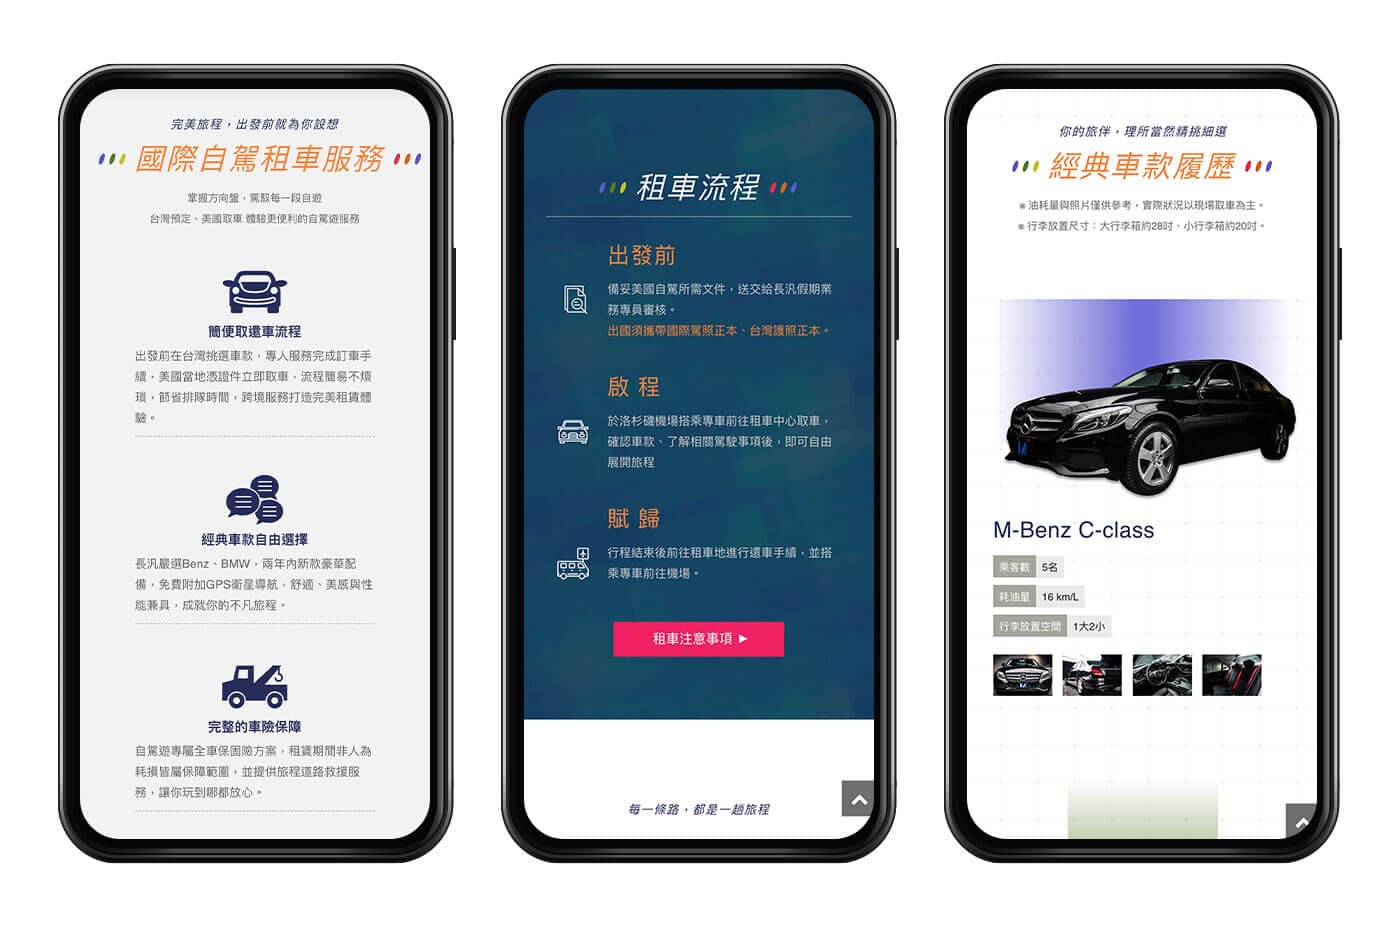 完美旅程，出發前就為你設想
國際自駕租車服務
掌握方向盤，駕馭每一段自遊
台灣預定、美國取車 體驗更便利的自駕遊服務
簡便取還車流程
出發前在台灣挑選車款，專人服務完成訂車手
續，美國當地憑證件立即取車，流程簡易不煩
瑣，節省排隊時間，跨境服務打造完美租賃體
驗。
經典車款自由選擇
長汎嚴選Benz、BMW，兩年內新款豪華配
備，免費附加GPS衛星導航，舒適、美感與性
能兼具，成就你的不凡旅程。
完整的車險保障
自駕遊專屬全車保固險方案，租賃期間非人為
耗損皆屬保障範圍，並提供旅程道路救援服
務，讓你玩到哪都放心。
租車流程
出發前
備妥美國自駕所需文件，送交給長汎假期業
務專員審核。
出國須攜帶國際駕照正本、台灣護照正本。
啟 程
於洛杉磯機場搭乘專車前往租車中心取車，
確認車款、了解相關駕駛事項後，即可自由
展開旅程
賦 歸
行程結束後前往租車地進行還車手續，並搭
乘專車前往機場。
租車注意事項 ▶
每一條路，都是一趟旅程
你的旅伴，理所當然精挑細選
經典車款履歷
※ 油耗量與照片僅供參考，實際狀況以現場取車為主。
※ 行李放置尺寸：大行李箱約28吋、小行李箱約20吋。
M
M-Benz C-class
乘客數 5名
耗油量 16 km/L
行李放置空間 1大2小